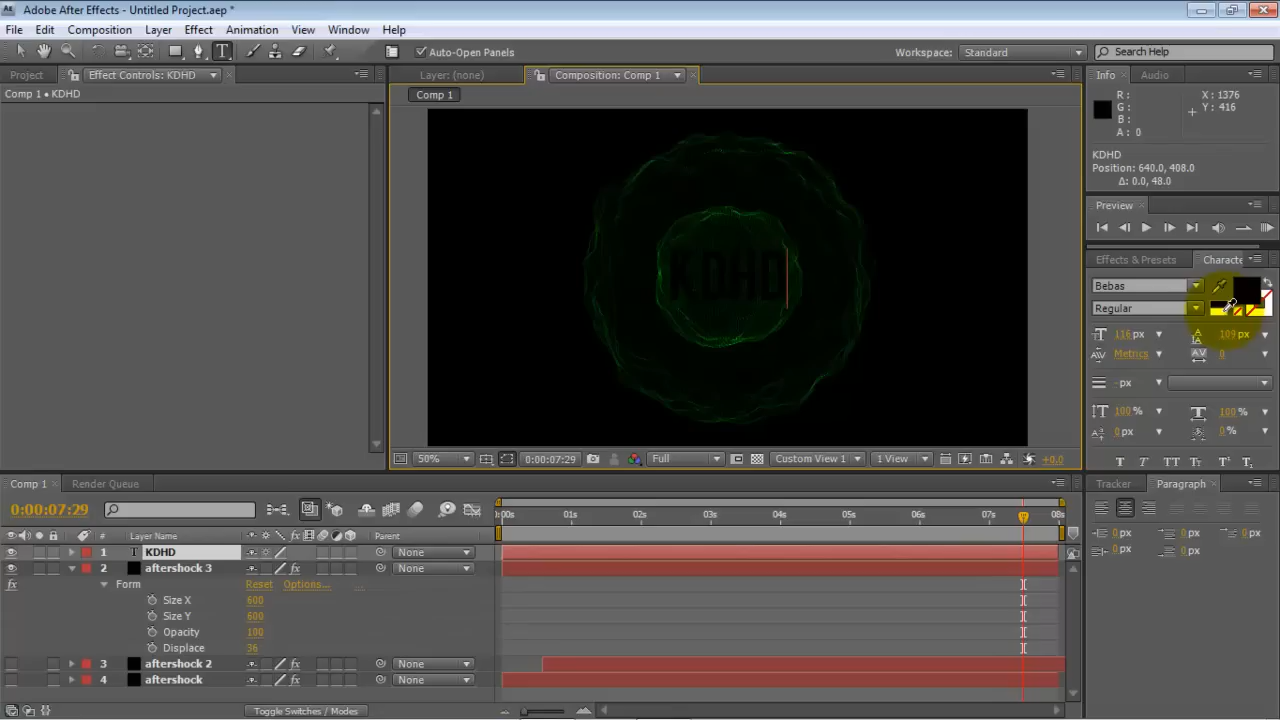 Adobe After Effects - Untitled Project.aep *
File Edit Composition Layer Effect Animation View Window Help
Auto-Open Panels
Workspace: Standard
Search Help
Project
Effect Controls: KDHD
Layer: (none)
Composition: Comp 1
Info
Audio
Comp 1 • KDHD
Comp 1
R :
G :
B :
A : 0
X : 1376
Y : 416
KDHD
Position: 640.0, 408.0
Δ: 0.0, 48.0
Preview
Effects & Presets
Characte
Bebas
Regular
116 px
109 px
Metrics
0
- px
100 %
100 %
0 px
0 %
T T TT Tt T¹ T₁
KDHD
50%
0:00:07:29
Full
Custom View 1
1 View
+0.0
Comp 1
Render Queue
Tracker
Paragraph
0:00:07:29
:00s 01s 02s 03s 04s 05s 06s 07s 08s
# Layer Name
Parent
0 px 0 px 0 px
0 px 0 px
1 T KDHD None
2 aftershock 3 None
Form Reset Options...
Size X 600
Size Y 600
Opacity 100
Displace 36
3 aftershock 2 None
4 aftershock None
Toggle Switches / Modes